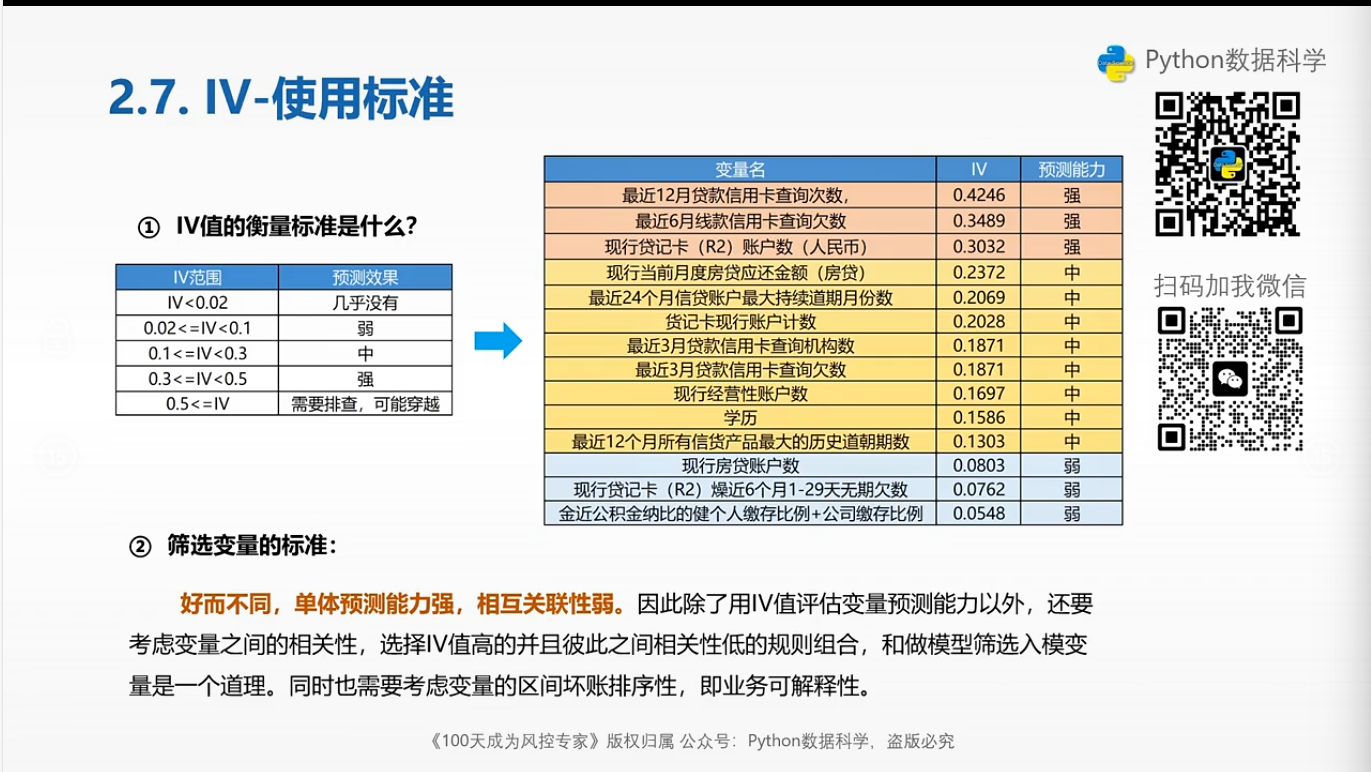 Python数据科学
2.7. IV-使用标准
① IV值的衡量标准是什么？
IV范围 预测效果
IV<0.02 几乎没有
0.02<=IV<0.1 弱
0.1<=IV<0.3 中
0.3<=IV<0.5 强
0.5<=IV 需要排查，可能穿越
变量名 IV 预测能力
最近12月贷款信用卡查询次数， 0.4246 强
最近6月线款信用卡查询欠数 0.3489 强
现行贷记卡（R2）账户数（人民币） 0.3032 强
现行当前月度房贷应还金额（房贷） 0.2372 中
最近24个月信贷账户最大持续道期月份数 0.2069 中
货记卡现行账户计数 0.2028 中
最近3月贷款信用卡查询机构数 0.1871 中
最近3月贷款信用卡查询欠数 0.1871 中
现行经营性账户数 0.1697 中
学历 0.1586 中
最近12个月所有信货产品最大的历史道朝期数 0.1303 中
现行房贷账户数 0.0803 弱
现行贷记卡（R2）燥近6个月1-29天无期欠数 0.0762 弱
金近公积金纳比的健个人缴存比例+公司缴存比例 0.0548 弱
扫码加我微信
② 筛选变量的标准：
好而不同，单体预测能力强，相互关联性弱。因此除了用IV值评估变量预测能力以外，还要
考虑变量之间的相关性，选择IV值高的并且彼此之间相关性低的规则组合，和做模型筛选入模变
量是一个道理。同时也需要考虑变量的区间坏账排序性，即业务可解释性。
《100天成为风控专家》版权归属 公众号：Python数据科学，盗版必究